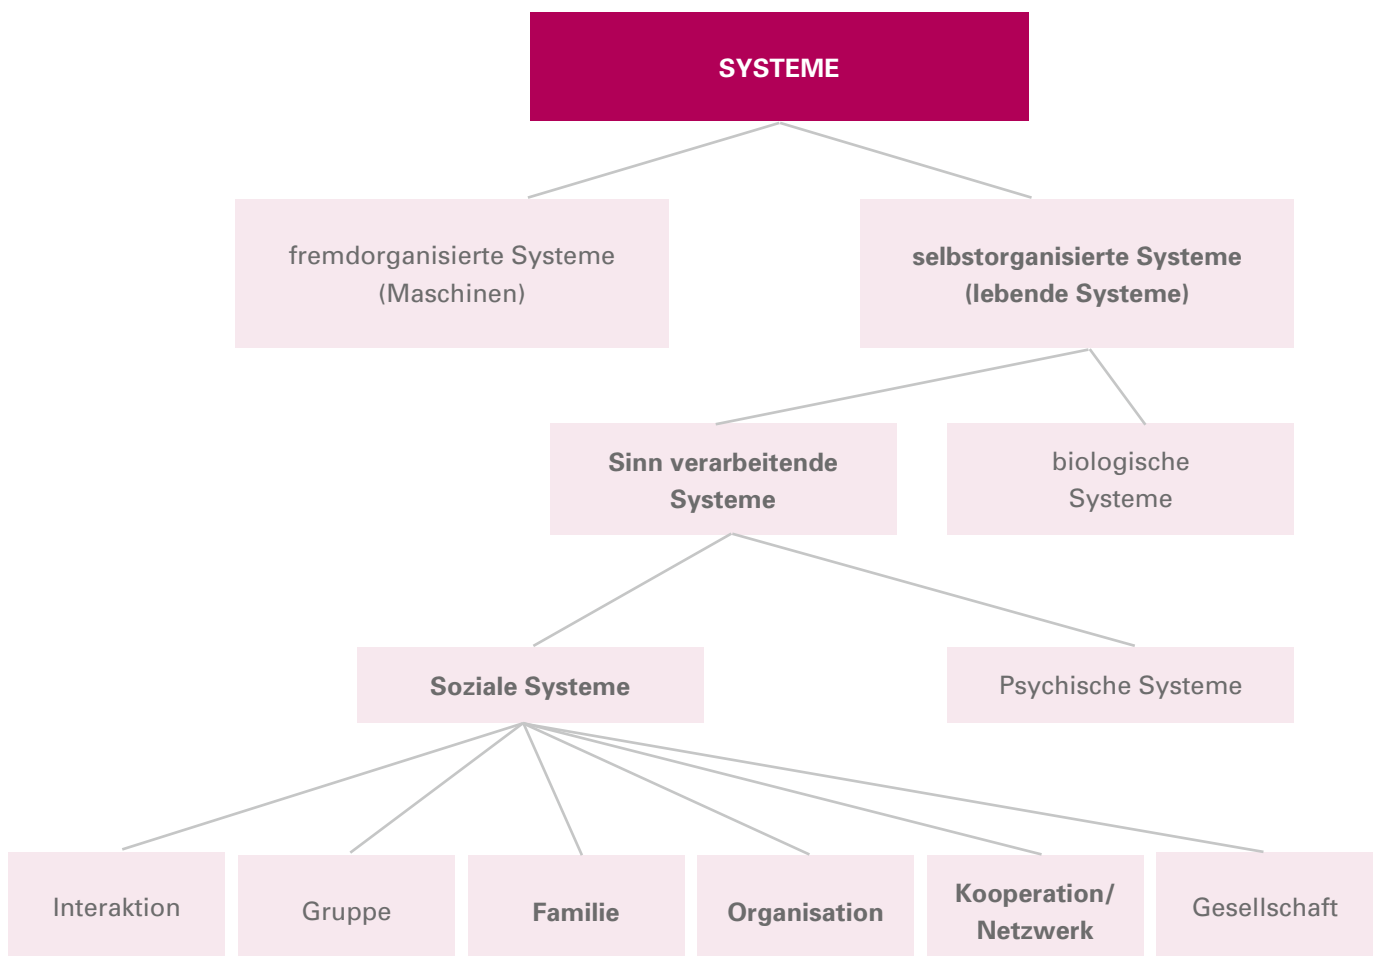 SYSTEME
fremdorganisierte Systeme
(Maschinen)
selbstorganisierte Systeme
(lebende Systeme)
Sinn verarbeitende
Systeme
biologische
Systeme
Soziale Systeme
Psychische Systeme
Interaktion
Gruppe
Familie
Organisation
Kooperation/
Netzwerk
Gesellschaft